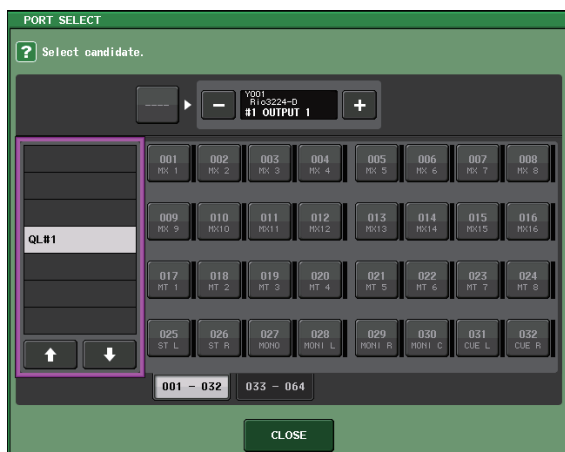 PORT SELECT
? Select candidate.
---- ▶ − Y001 +
Rio3224-D
#1 OUTPUT 1
001 002 003 004 005 006 007 008
MX 1 MX 2 MX 3 MX 4 MX 5 MX 6 MX 7 MX 8
009 010 011 012 013 014 015 016
MX 9 MX10 MX11 MX12 MX13 MX14 MX15 MX16
QL#1
017 018 019 020 021 022 023 024
MT 1 MT 2 MT 3 MT 4 MT 5 MT 6 MT 7 MT 8
025 026 027 028 029 030 031 032
ST L ST R MONO MONI L MONI R MONI C CUE L CUE R
001 - 032 033 - 064
CLOSE